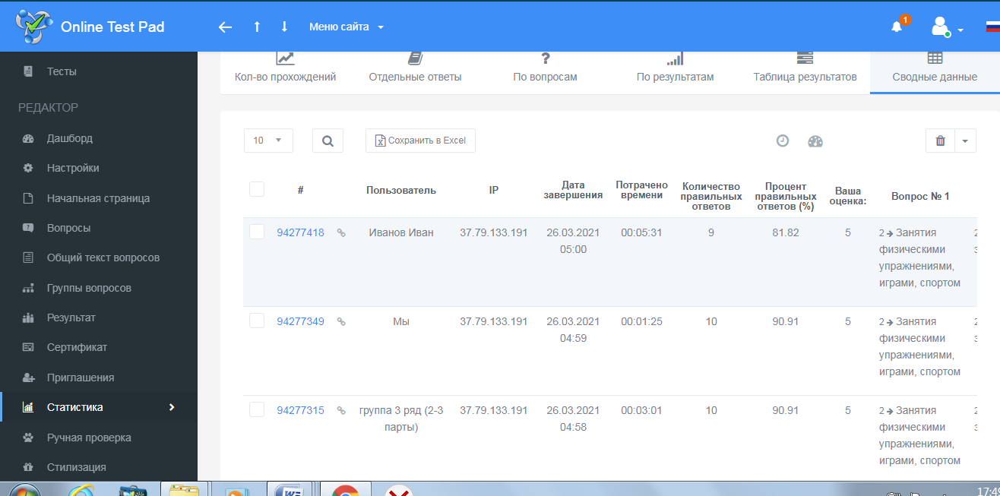 Online Test Pad
Меню сайта
1
Тесты
РЕДАКТОР
Дашборд
Настройки
Начальная страница
Вопросы
Общий текст вопросов
Группы вопросов
Результат
Сертификат
Приглашения
Статистика
Ручная проверка
Стилизация
Кол-во прохождений
Отдельные ответы
По вопросам
По результатам
Таблица результатов
Сводные данные
10
Сохранить в Excel
#
Пользователь
IP
Дата
завершения
Потрачено
времени
Количество
правильных
ответов
Процент
правильных
ответов (%)
Ваша
оценка:
Вопрос № 1
94277418
Иванов Иван
37.79.133.191
26.03.2021
05:00
00:05:31
9
81.82
5
2 → Занятия
физическими
упражнениями,
играми, спортом
94277349
Мы
37.79.133.191
26.03.2021
04:59
00:01:25
10
90.91
5
2 → Занятия
физическими
упражнениями,
играми, спортом
94277315
группа 3 ряд (2-3
парты)
37.79.133.191
26.03.2021
04:58
00:03:01
10
90.91
5
2 → Занятия
физическими
упражнениями,
играми, спортом